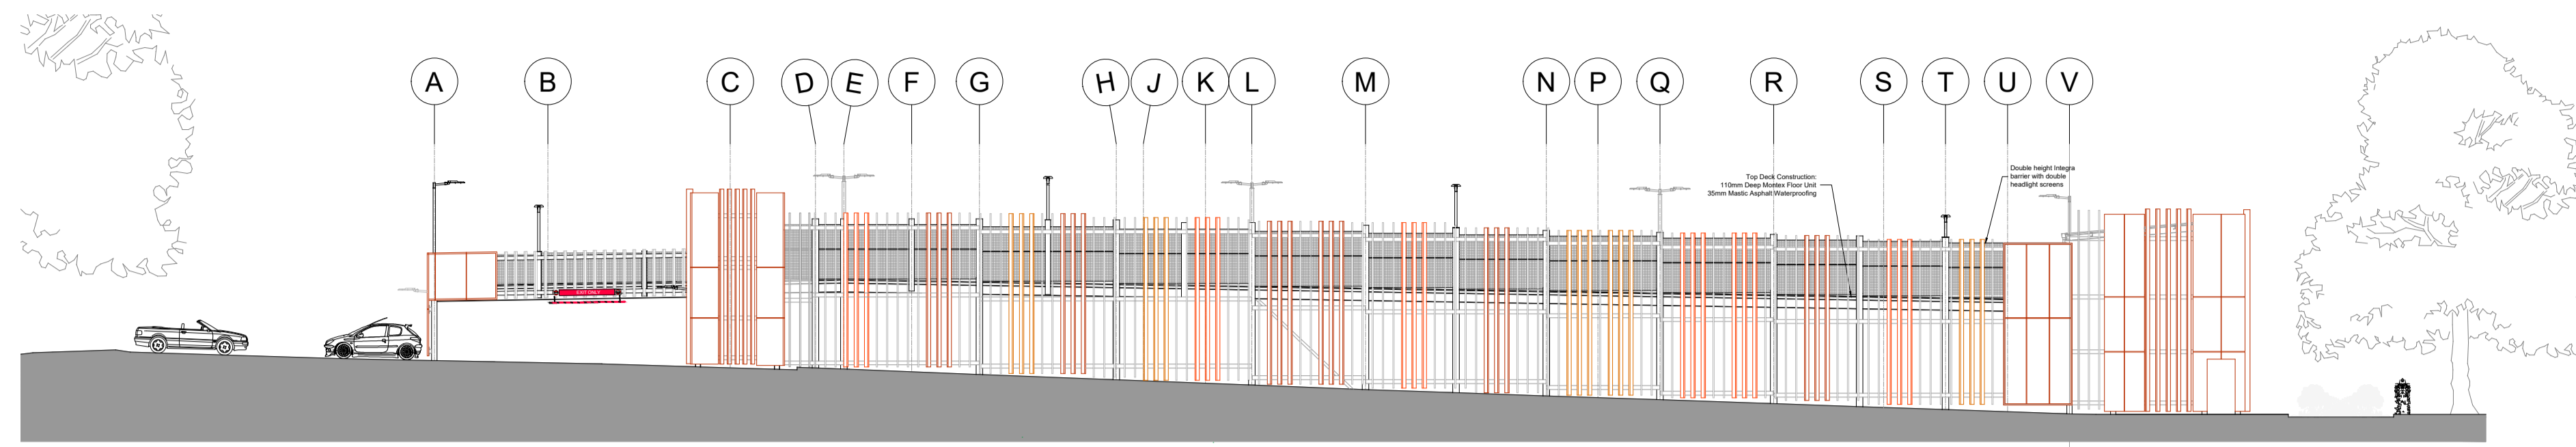 A B C D E F G H J K L M N P Q R S T U V
Double height Integra
barrier with double
headlight screens
Top Deck Construction:
110mm Deep Montex Floor Unit
35mm Mastic Asphalt Waterproofing
EXIT ONLY